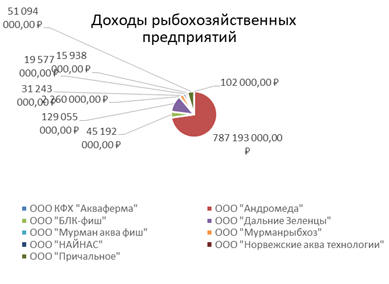 Доходы рыбохозяйственных
предприятий
51 094
000,00 ₽
19 577
000,00 ₽
15 938
000,00 ₽
31 243
000,00 ₽
2 260 000,00 ₽
129 055
000,00 ₽
45 192
000,00 ₽
102 000,00 ₽
787 193 000,00
₽
ООО КФХ "Акваферма"
ООО "Андромеда"
ООО "БЛК-фиш"
ООО "Дальние Зеленцы"
ООО "Мурман аква фиш"
ООО "Мурманрыбхоз"
ООО "НАЙНАС"
ООО "Норвежские аква технологии"
ООО "Причальное"